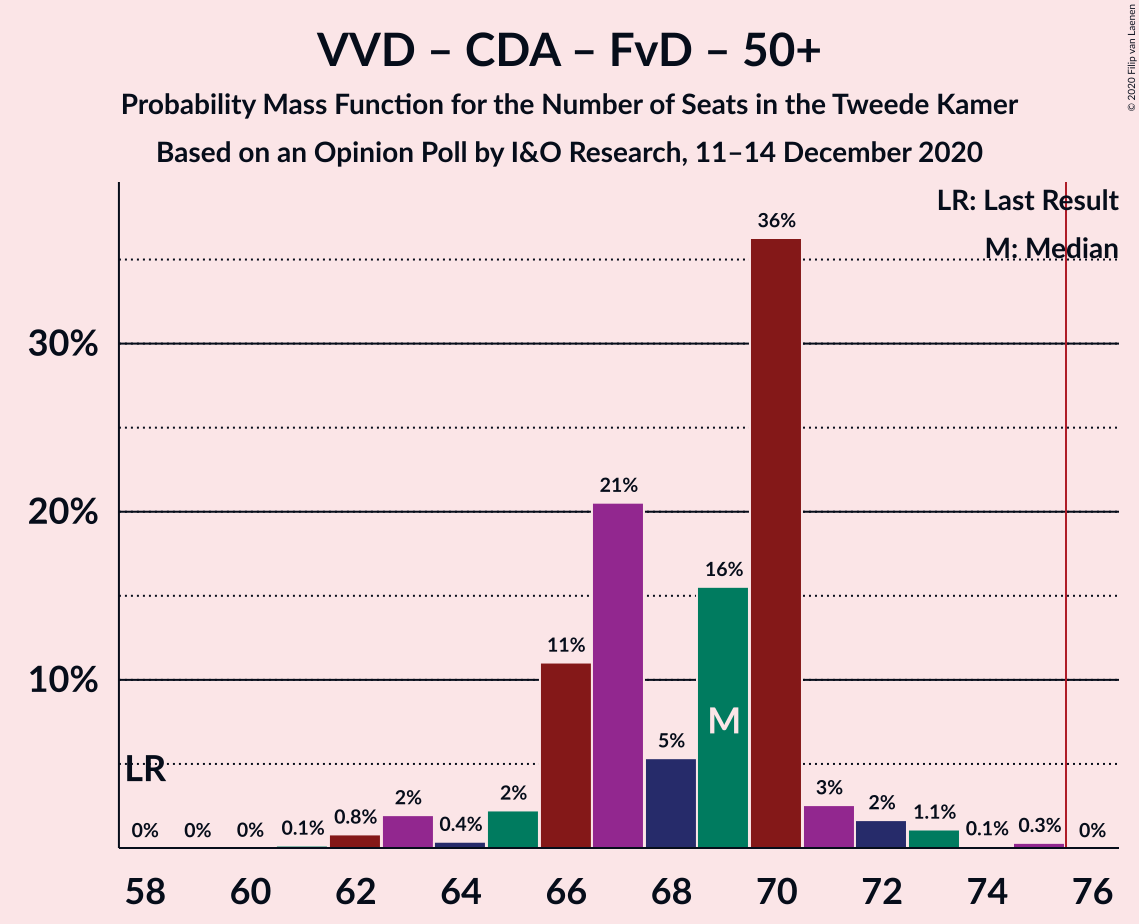 VVD – CDA – FvD – 50+
Probability Mass Function for the Number of Seats in the Tweede Kamer
Based on an Opinion Poll by I&O Research, 11–14 December 2020
© 2020 Filip van Laenen
LR: Last Result
M: Median
36%
30%
21%
20%
16%
11%
10%
M
5%
LR
3%
2%
2%
2%
1.1%
0.8%
0.4%
0.3%
0.1%
0.1%
0%
0%
0%
0%
58 60 62 64 66 68 70 72 74 76